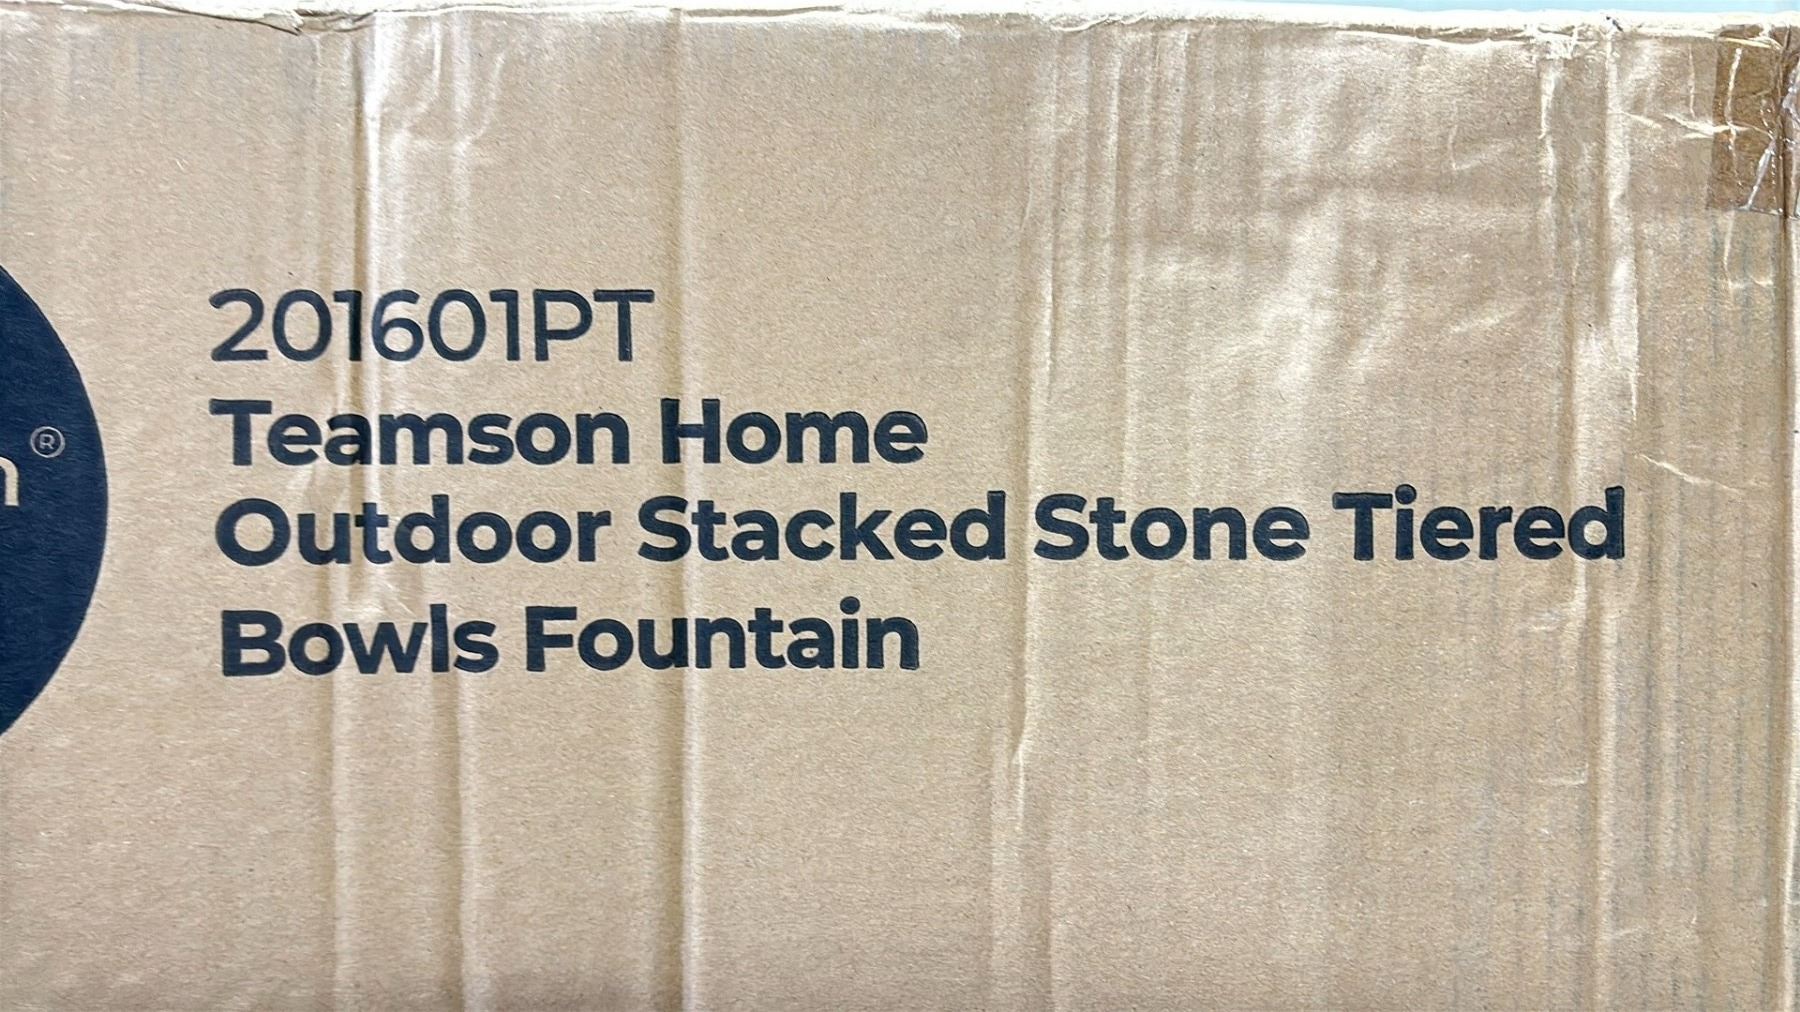 201601PT
Teamson Home
Outdoor Stacked Stone Tiered
Bowls Fountain
n®